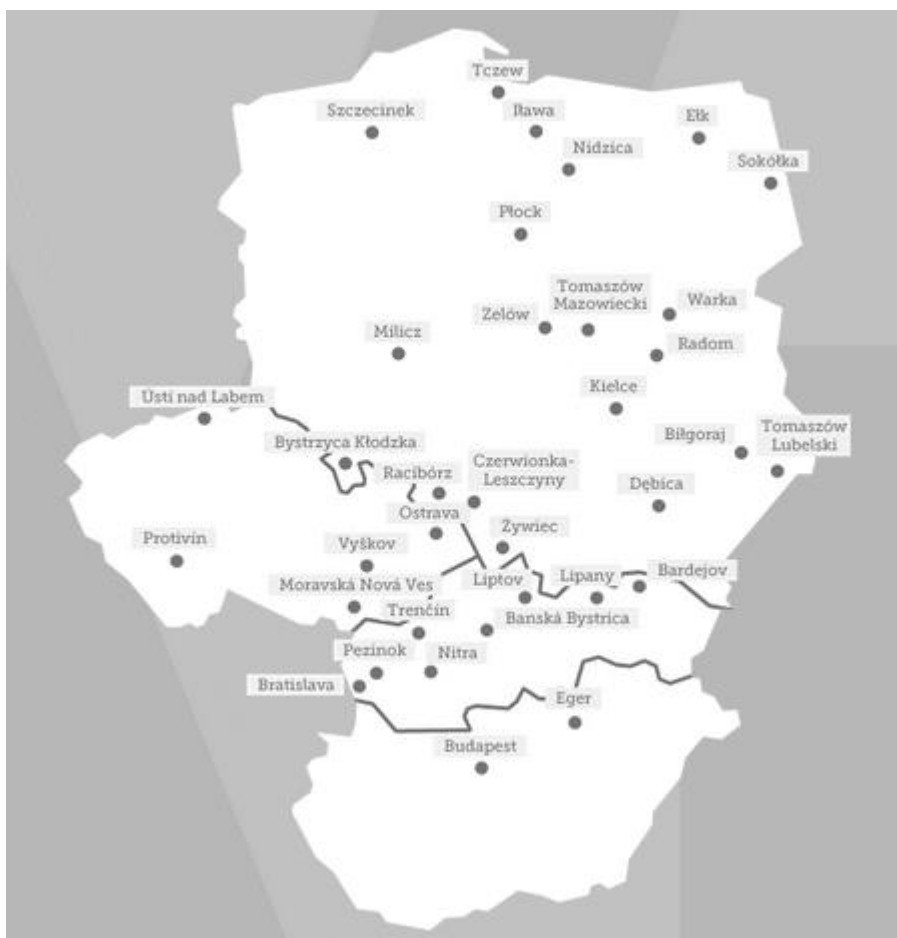 Tczew
Szczecinek
Iława
Ełk
Nidzica
Sokółka
Płock
Tomaszów
Mazowiecki
Zelów
Warka
Milicz
Radom
Kielce
Ústí nad Labem
Bystrzyca Kłodzka
Biłgoraj
Tomaszów
Lubelski
Racibórz
Czerwionka-
Leszczyny
Dębica
Ostrava
Żywiec
Protivín
Vyškov
Moravská Nová Ves
Liptov
Lipany
Bardejov
Trenčín
Banská Bystrica
Pezinok
Nitra
Bratislava
Eger
Budapest